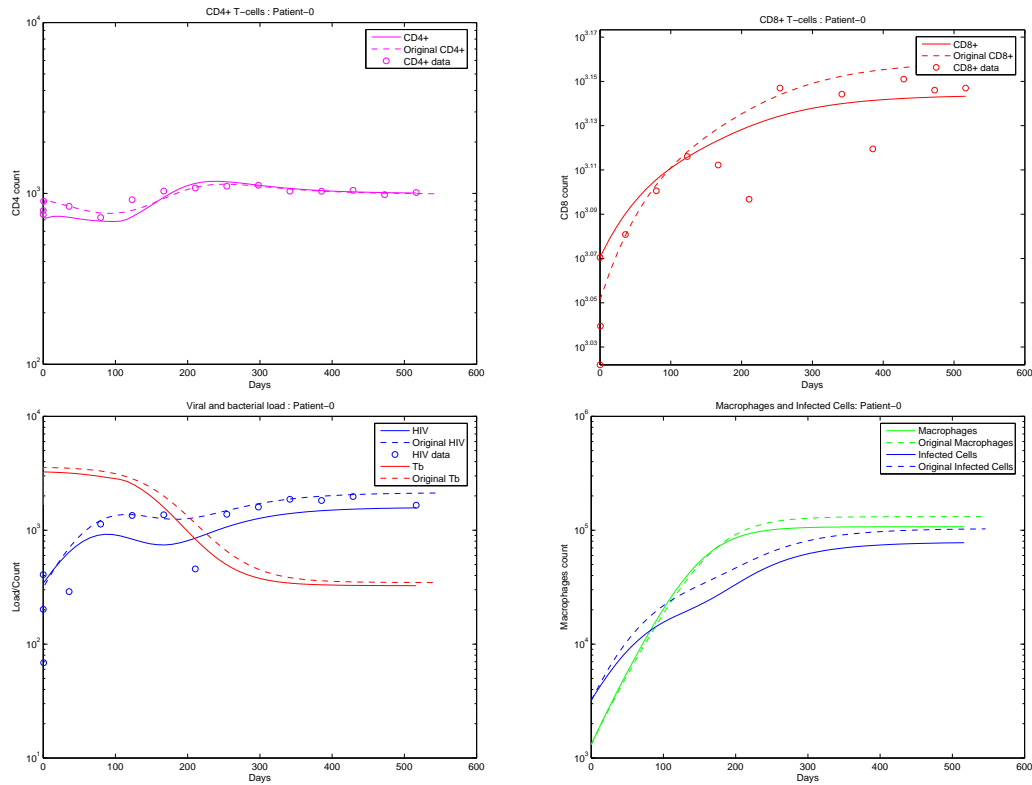 CD4+ T-cells : Patient-0
10^4
10^3
10^2
CD4 count
0 100 200 300 400 500 600
Days
CD4+
Original CD4+
CD4+ data
CD8+ T-cells : Patient-0
10^3.17
10^3.15
10^3.13
10^3.11
10^3.09
10^3.07
10^3.05
10^3.03
CD8 count
0 100 200 300 400 500 600
Days
CD8+
Original CD8+
CD8+ data
Viral and bacterial load : Patient-0
10^4
10^3
10^2
10^1
Load/Count
0 100 200 300 400 500 600
Days
HIV
Original HIV
HIV data
Tb
Original Tb
Macrophages and Infected Cells: Patient-0
10^6
10^5
10^4
10^3
Macrophages count
0 100 200 300 400 500 600
Days
Macrophages
Original Macrophages
Infected Cells
Original Infected Cells